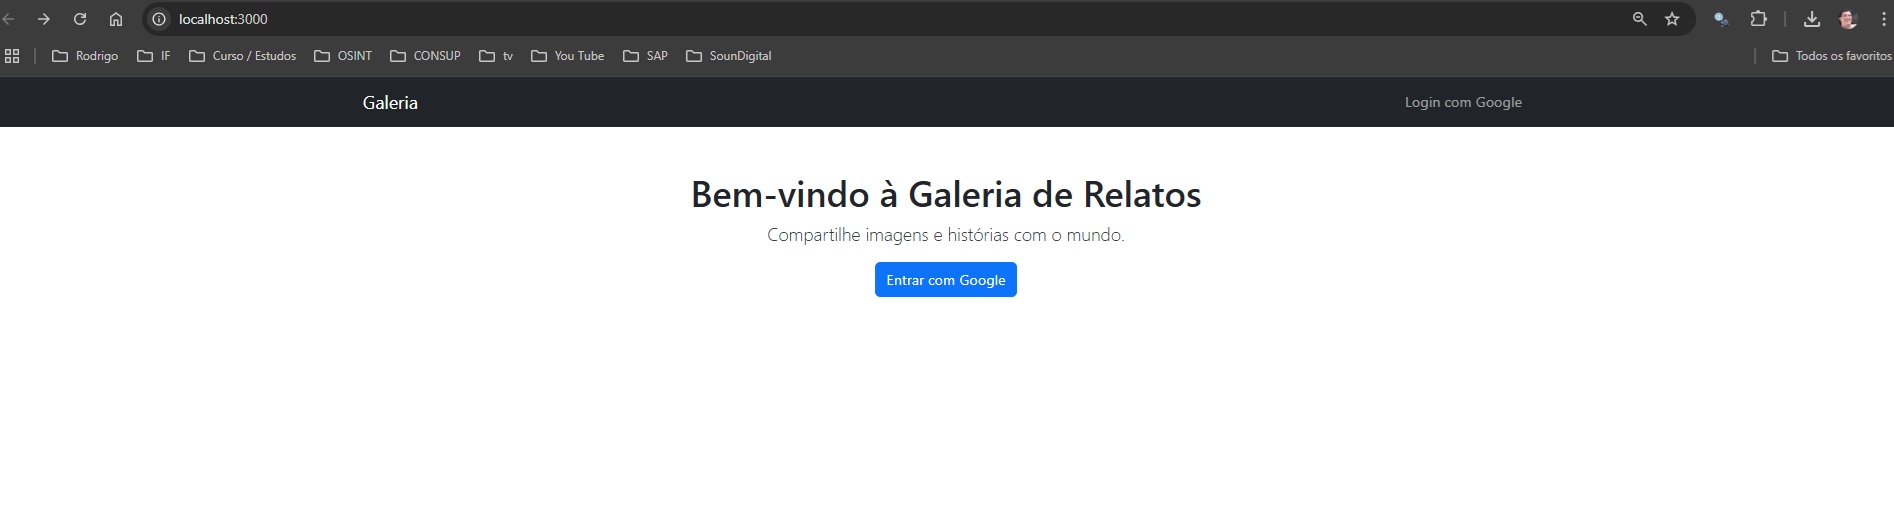 localhost:3000
Rodrigo IF Curso / Estudos OSINT CONSUP tv You Tube SAP SounDigital Todos os favoritos
Galeria Login com Google
Bem-vindo à Galeria de Relatos
Compartilhe imagens e histórias com o mundo.
Entrar com Google